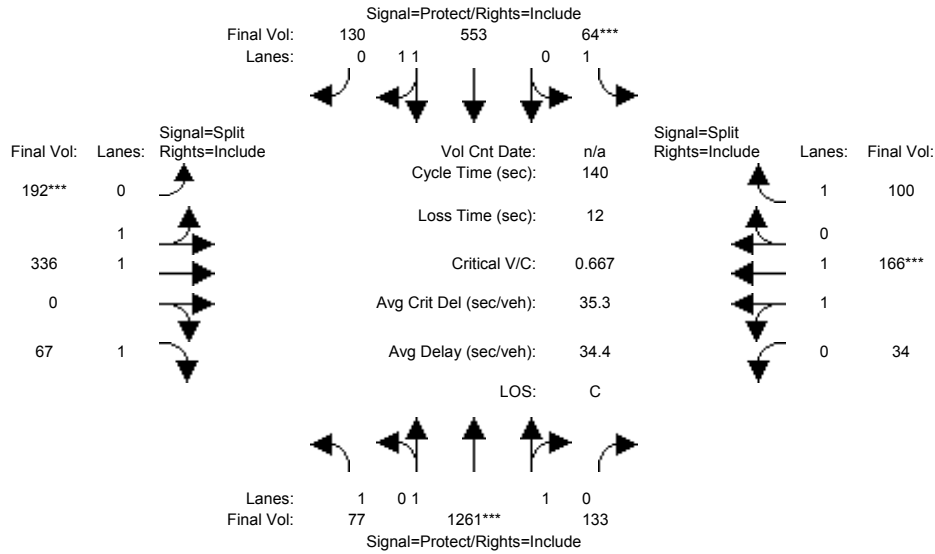 Signal=Protect/Rights=Include
Final Vol: 130 553 64***
Lanes: 0 1 1 0 1
Signal=Split Signal=Split
Final Vol: Lanes: Rights=Include Vol Cnt Date: n/a Rights=Include Lanes: Final Vol:
Cycle Time (sec): 140
192*** 0 1 100
Loss Time (sec): 12
1 0
336 1 Critical V/C: 0.667 1 166***
0 Avg Crit Del (sec/veh): 35.3 1
67 1 Avg Delay (sec/veh): 34.4 0 34
LOS: C
Lanes: 1 0 1 1 0
Final Vol: 77 1261*** 133
Signal=Protect/Rights=Include